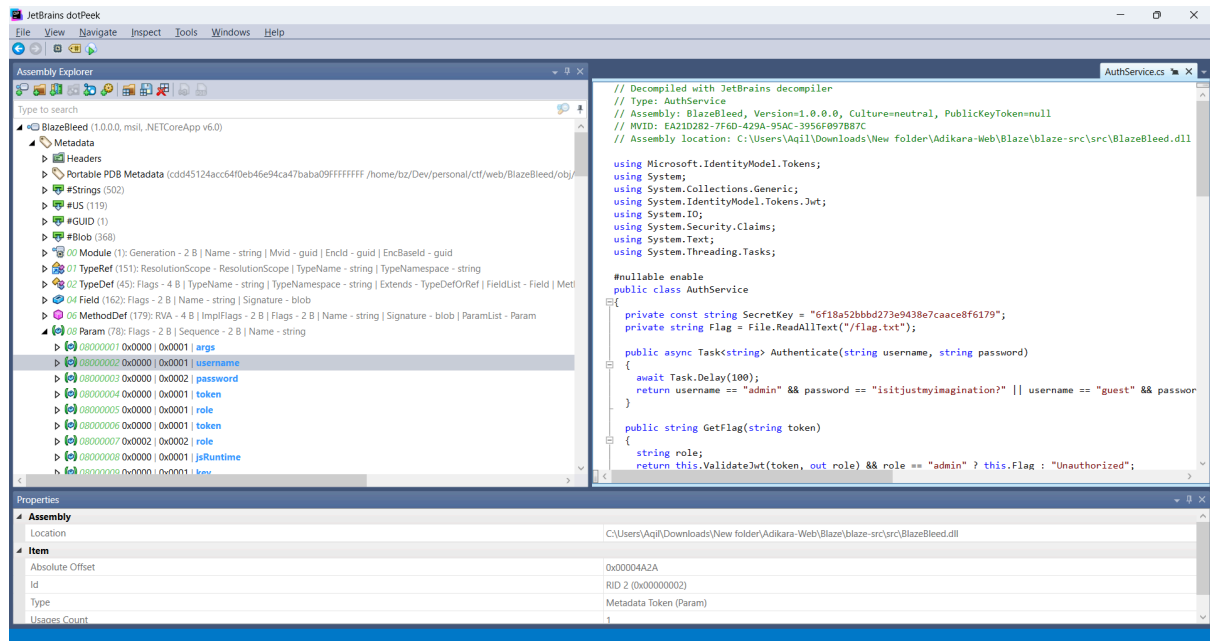 JetBrains dotPeek
File View Navigate Inspect Tools Windows Help
Assembly Explorer
Type to search
BlazeBleed (1.0.0.0, msil, .NETCoreApp v6.0)
Metadata
Headers
Portable PDB Metadata (cdd45124acc64f0eb46e94ca47baba09FFFFFFFF /home/bz/Dev/personal/ctf/web/BlazeBleed/obj/
#Strings (502)
#US (119)
#GUID (1)
#Blob (368)
00 Module (1): Generation - 2 B | Name - string | Mvid - guid | EncId - guid | EncBaseId - guid
01 TypeRef (151): ResolutionScope - ResolutionScope | TypeName - string | TypeNamespace - string
02 TypeDef (45): Flags - 4 B | TypeName - string | TypeNamespace - string | Extends - TypeDefOrRef | FieldList - Field | Metl
04 Field (162): Flags - 2 B | Name - string | Signature - blob
06 MethodDef (179): RVA - 4 B | ImplFlags - 2 B | Flags - 2 B | Name - string | Signature - blob | ParamList - Param
08 Param (78): Flags - 2 B | Sequence - 2 B | Name - string
08000001 0x0000 | 0x0001 | args
08000002 0x0000 | 0x0001 | username
08000003 0x0000 | 0x0002 | password
08000004 0x0000 | 0x0001 | token
08000005 0x0000 | 0x0001 | role
08000006 0x0000 | 0x0001 | token
08000007 0x0002 | 0x0002 | role
08000008 0x0000 | 0x0001 | jsRuntime
08000009 0x0000 | 0x0001 | key
AuthService.cs
// Decompiled with JetBrains decompiler
// Type: AuthService
// Assembly: BlazeBleed, Version=1.0.0.0, Culture=neutral, PublicKeyToken=null
// MVID: EA21D282-7F6D-429A-95AC-3956F097B87C
// Assembly location: C:\Users\Aqil\Downloads\New folder\Adikara-Web\Blaze\blaze-src\src\BlazeBleed.dll
using Microsoft.IdentityModel.Tokens;
using System;
using System.Collections.Generic;
using System.IdentityModel.Tokens.Jwt;
using System.IO;
using System.Security.Claims;
using System.Text;
using System.Threading.Tasks;
#nullable enable
public class AuthService
{
private const string SecretKey = "6f18a52bbbd273e9438e7caace8f6179";
private string Flag = File.ReadAllText("/flag.txt");
public async Task<string> Authenticate(string username, string password)
{
await Task.Delay(100);
return username == "admin" && password == "isitjustmyimagination?" || username == "guest" && passwor
}
public string GetFlag(string token)
{
string role;
return this.ValidateJwt(token, out role) && role == "admin" ? this.Flag : "Unauthorized";
Properties
Assembly
Location C:\Users\Aqil\Downloads\New folder\Adikara-Web\Blaze\blaze-src\src\BlazeBleed.dll
Item
Absolute Offset 0x00004A2A
Id RID 2 (0x00000002)
Type Metadata Token (Param)
Usages Count 1